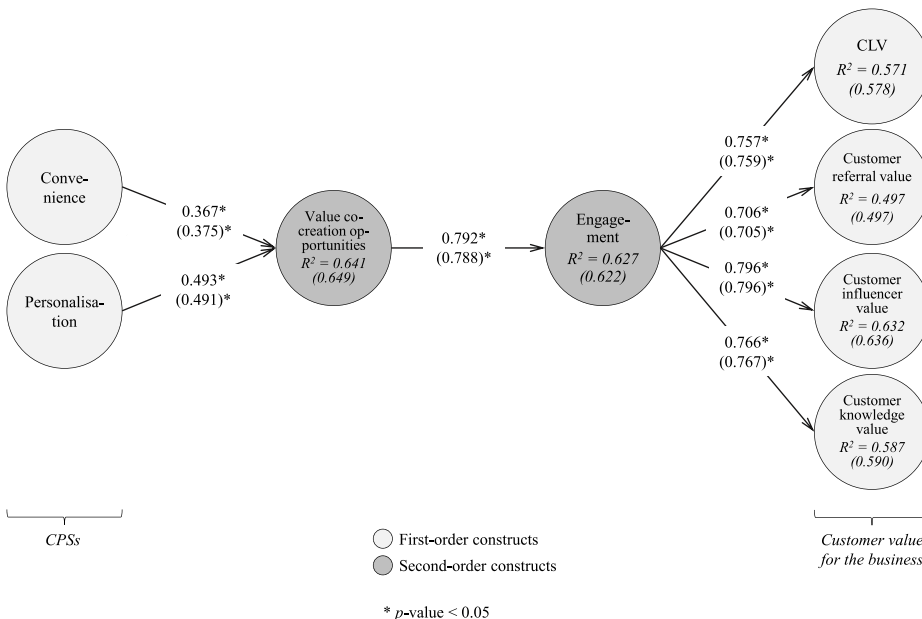 Conve-
nience
Personalisa-
tion
0.367*
(0.375)*
0.493*
(0.491)*
Value co-
creation op-
portunities
R² = 0.641
(0.649)
0.792*
(0.788)*
Engage-
ment
R² = 0.627
(0.622)
0.757*
(0.759)*
0.706*
(0.705)*
0.796*
(0.796)*
0.766*
(0.767)*
CLV
R² = 0.571
(0.578)
Customer
referral value
R² = 0.497
(0.497)
Customer
influencer
value
R² = 0.632
(0.636)
Customer
knowledge
value
R² = 0.587
(0.590)
CPSs
Customer value
for the business
First-order constructs
Second-order constructs
* p-value < 0.05